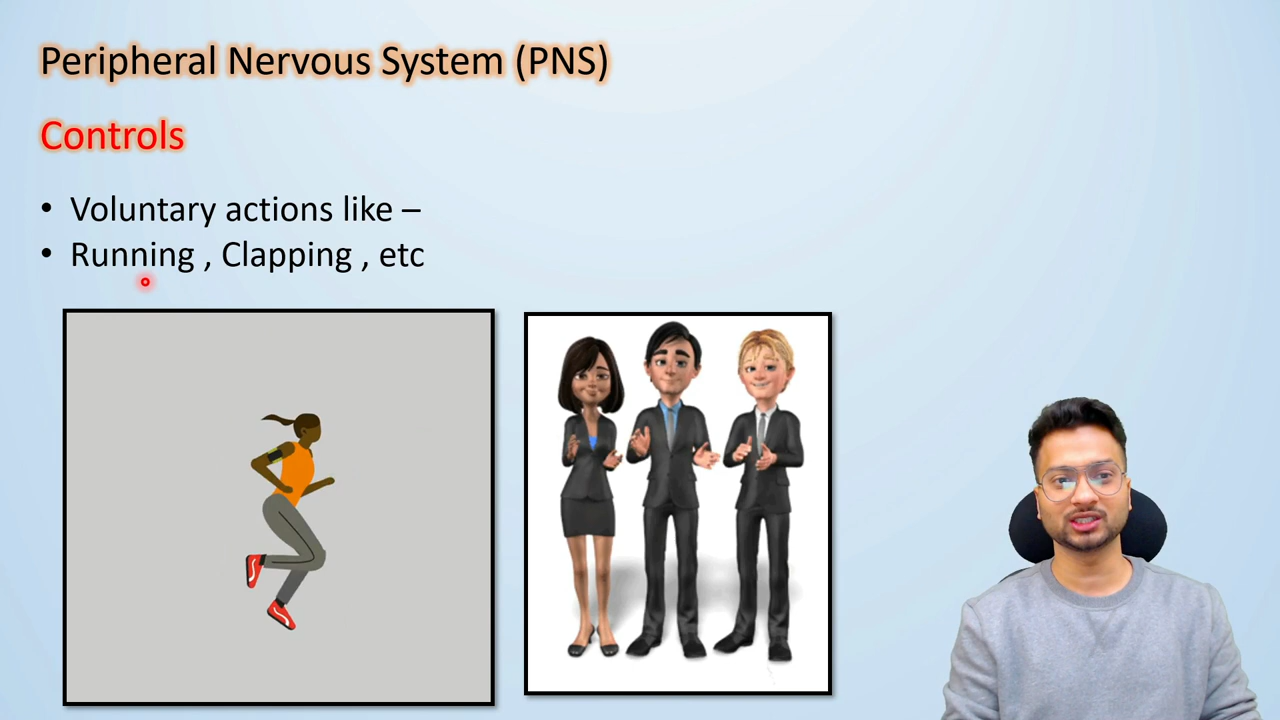 Peripheral Nervous System (PNS)
Controls
• Voluntary actions like –
• Running , Clapping , etc